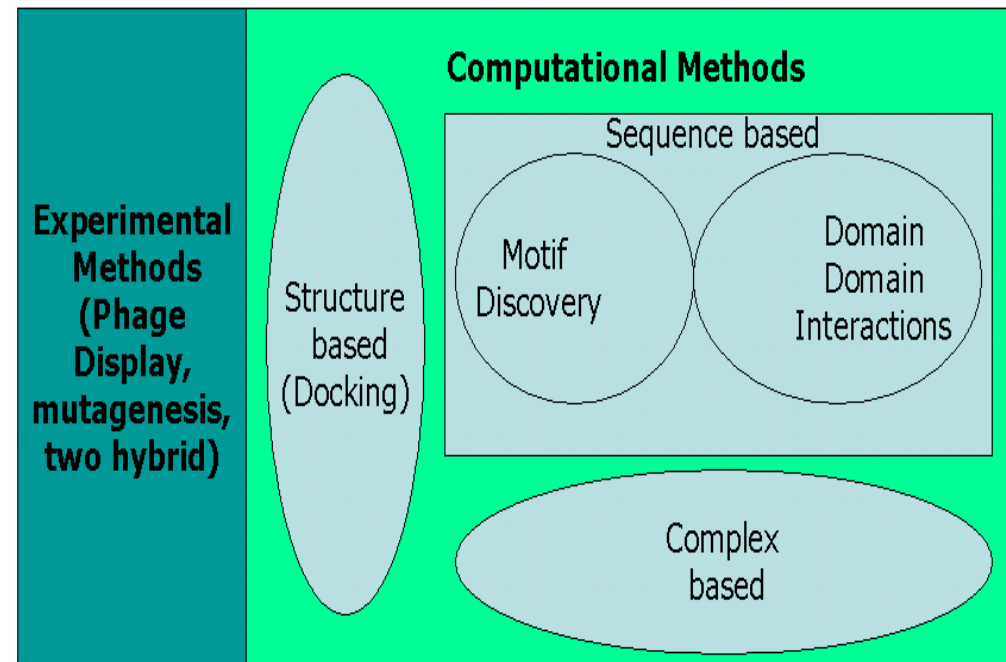 Experimental
Methods
(Phage
Display,
mutagenesis,
two hybrid)
Computational Methods
Structure
based
(Docking)
Sequence based
Motif
Discovery
Domain
Domain
Interactions
Complex
based